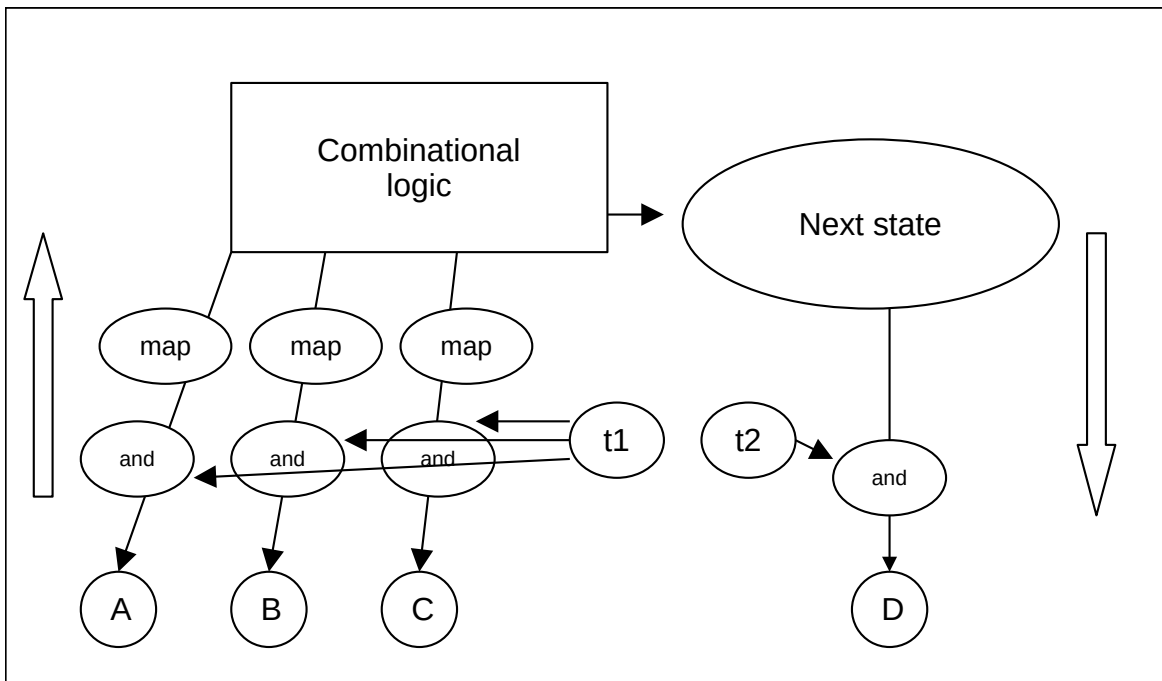 Combinational
logic
Next state
map
map
map
and
and
and
t1
t2
and
A
B
C
D